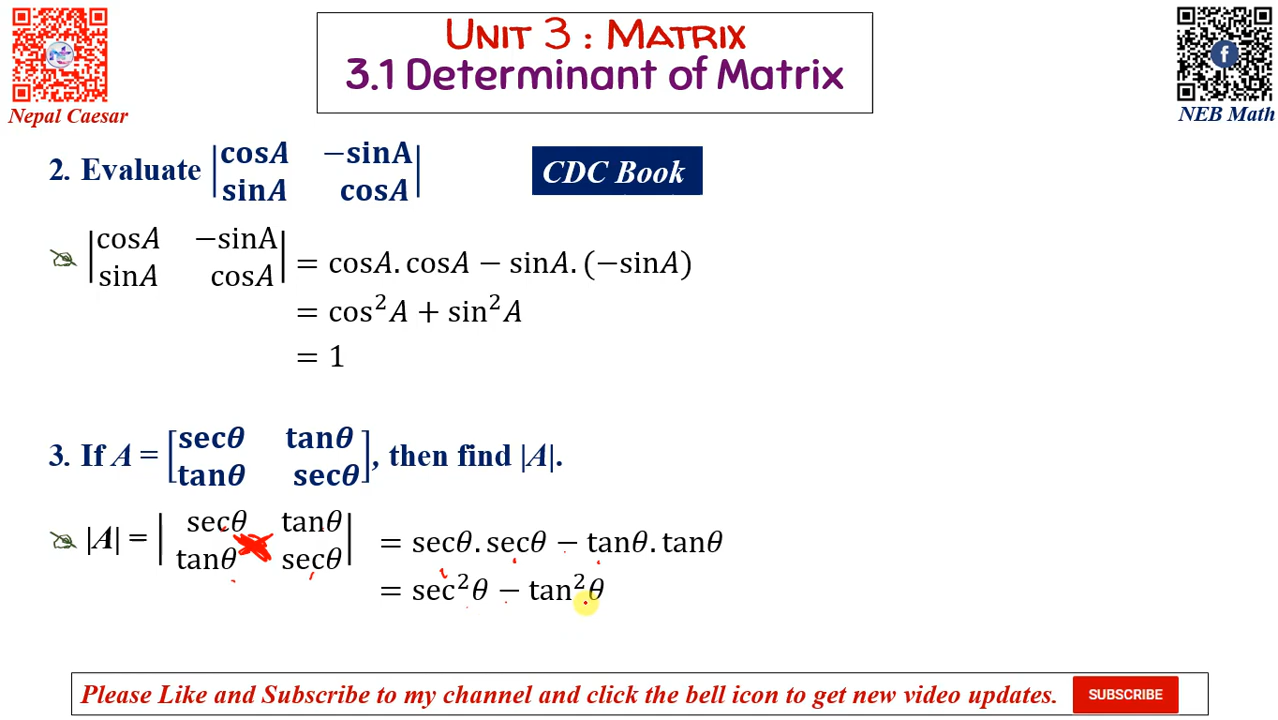 UNIT 3 : MATRIX
3.1 Determinant of Matrix
Nepal Caesar
NEB Math
2. Evaluate |cosA −sinA|
|sinA cosA|
CDC Book
|cosA −sinA|
|sinA cosA| = cosA. cosA − sinA. (−sinA)
= cos²A + sin²A
= 1
3. If A = [secθ tanθ], then find |A|.
[tanθ secθ]
|A| = |secθ tanθ| = secθ. secθ − tanθ. tanθ
|tanθ secθ|
= sec²θ − tan²θ
Please Like and Subscribe to my channel and click the bell icon to get new video updates.
SUBSCRIBE